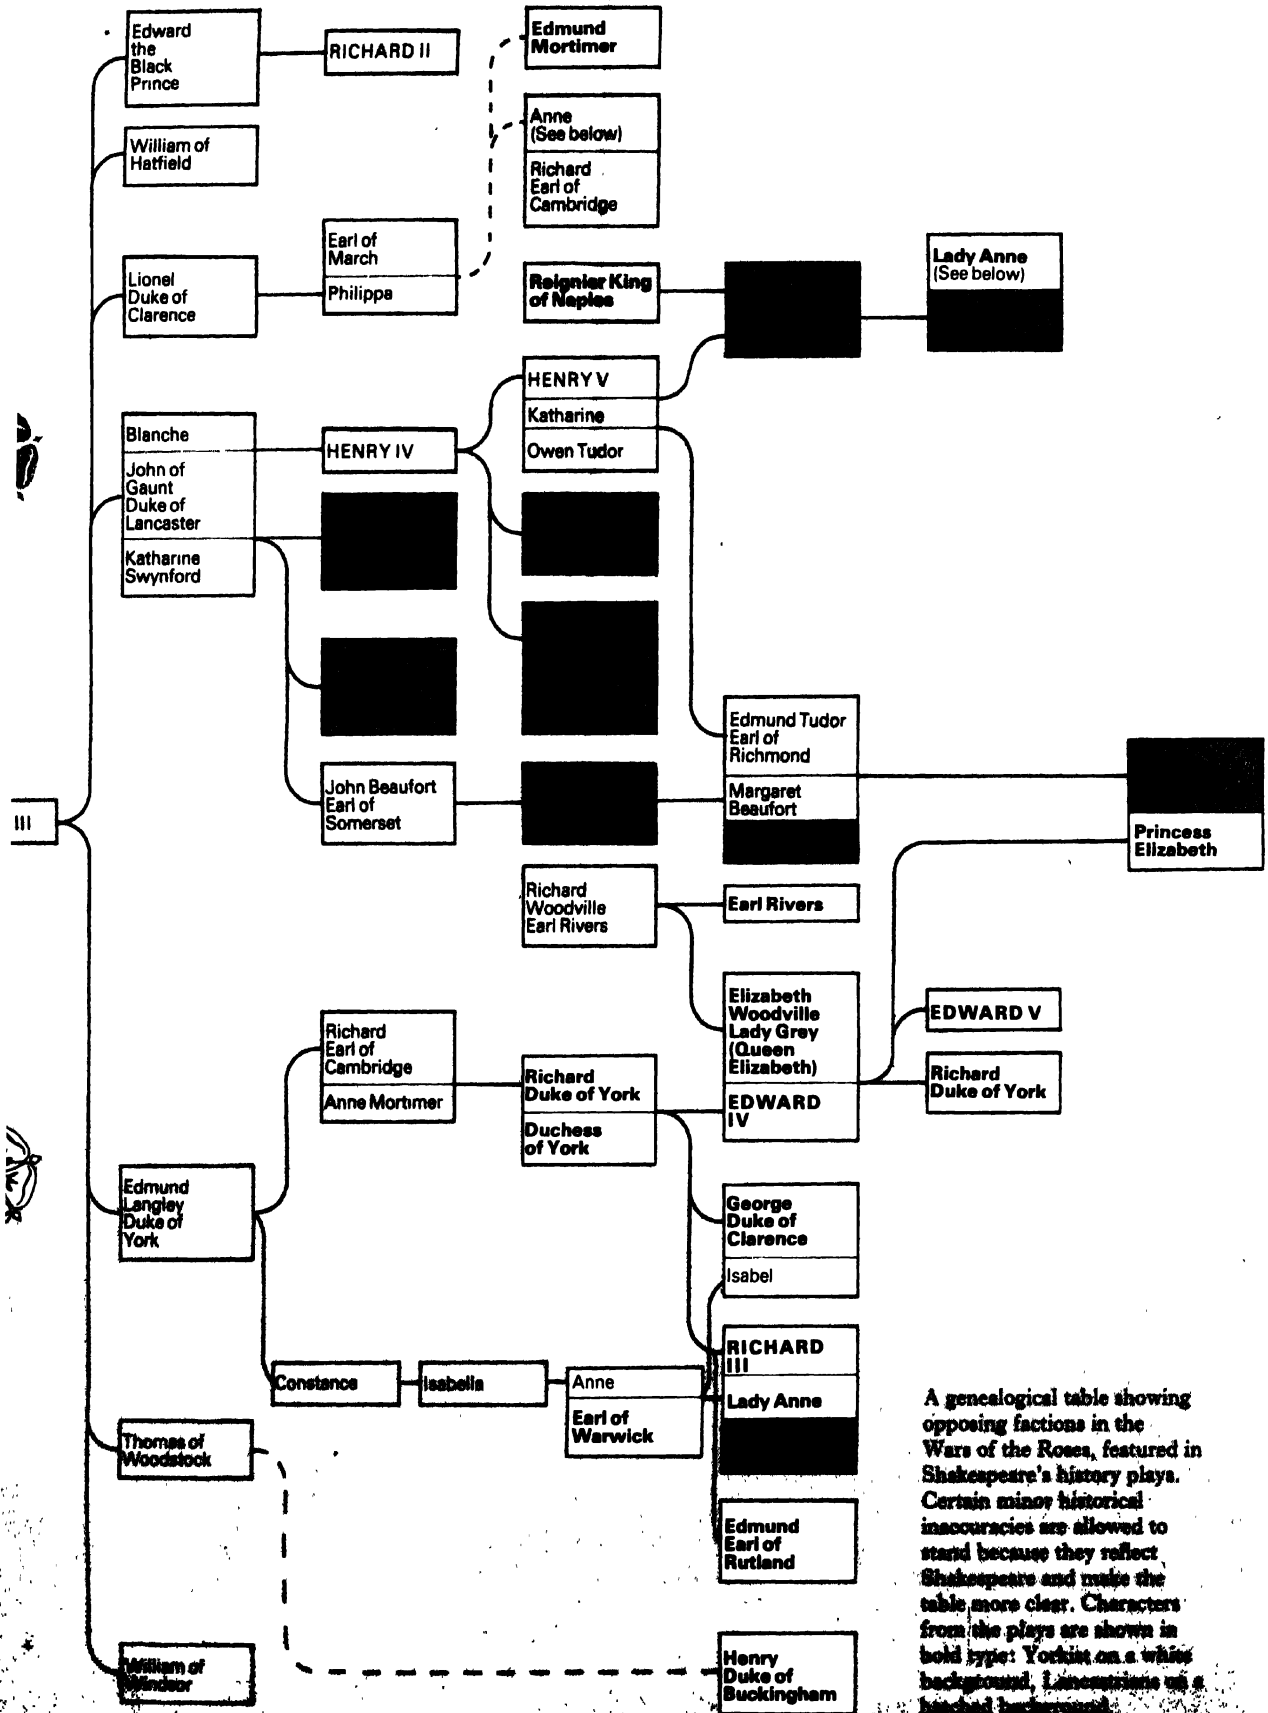 Edward
the
Black
Prince
RICHARD II
Edmund
Mortimer
William of
Hatfield
Anne
(See below)
Richard
Earl of
Cambridge
Lionel
Duke of
Clarence
Earl of
March
Philippa
Reignier King
of Naples
Lady Anne
(See below)
Blanche
John of
Gaunt
Duke of
Lancaster
Katharine
Swynford
HENRY IV
HENRY V
Katharine
Owen Tudor
John Beaufort
Earl of
Somerset
Edmund Tudor
Earl of
Richmond
Margaret
Beaufort
Princess
Elizabeth
III
Richard
Woodville
Earl Rivers
Earl Rivers
Elizabeth
Woodville
Lady Grey
(Queen
Elizabeth)
EDWARD
IV
EDWARD V
Richard
Duke of York
Richard
Earl of
Cambridge
Anne Mortimer
Richard
Duke of York
Duchess
of York
Edmund
Langley
Duke of
York
George
Duke of
Clarence
Isabel
Constance
Isabella
Anne
Earl of
Warwick
RICHARD
III
Lady Anne
Thomas of
Woodstock
Edmund
Earl of
Rutland
William of
Windsor
Henry
Duke of
Buckingham
A genealogical table showing
opposing factions in the
Wars of the Roses, featured in
Shakespeare's history plays.
Certain minor historical
inaccuracies are allowed to
stand because they reflect
Shakespeare and make the
table more clear. Characters
from the plays are shown in
bold type: Yorkist on a white
background, Lancastrians on a
hatched background.